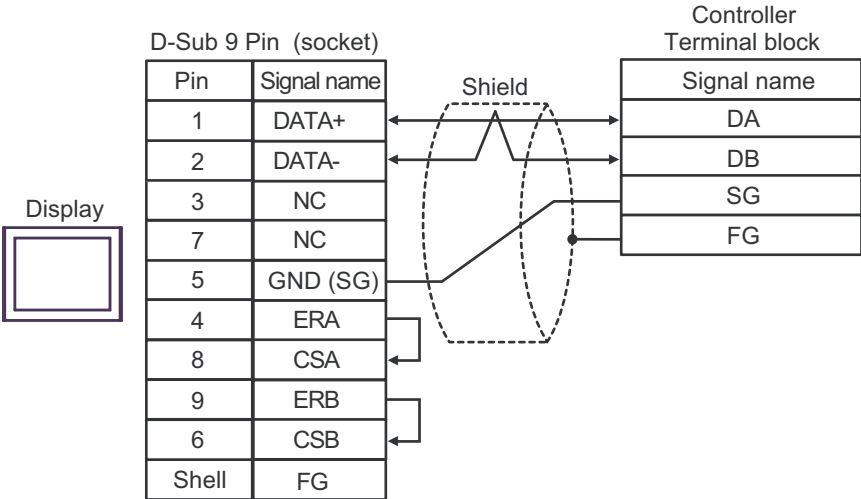 Controller
Terminal block
D-Sub 9 Pin (socket)
Pin Signal name
1 DATA+
2 DATA-
3 NC
7 NC
5 GND (SG)
4 ERA
8 CSA
9 ERB
6 CSB
Shell FG
Shield
Signal name
DA
DB
SG
FG
Display